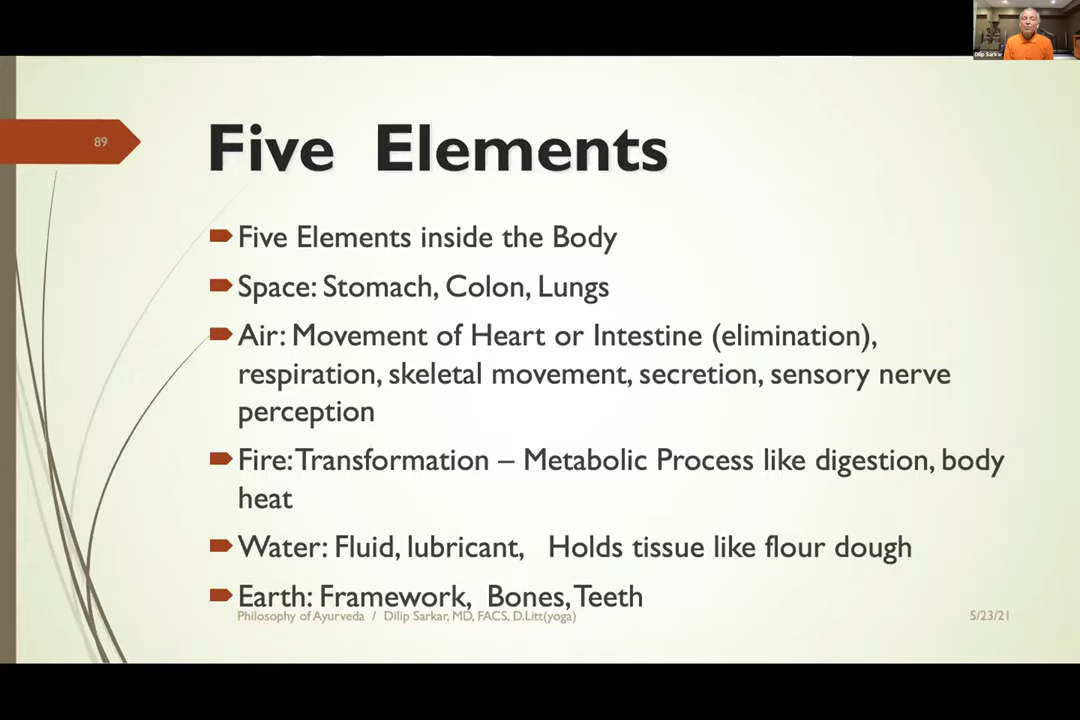 Dilip Sarkar
89
Five Elements
Five Elements inside the Body
Space: Stomach, Colon, Lungs
Air: Movement of Heart or Intestine (elimination),
respiration, skeletal movement, secretion, sensory nerve
perception
Fire: Transformation – Metabolic Process like digestion, body
heat
Water: Fluid, lubricant, Holds tissue like flour dough
Earth: Framework, Bones, Teeth
Philosophy of Ayurveda / Dilip Sarkar, MD, FACS, D.Litt(yoga)
5/23/21